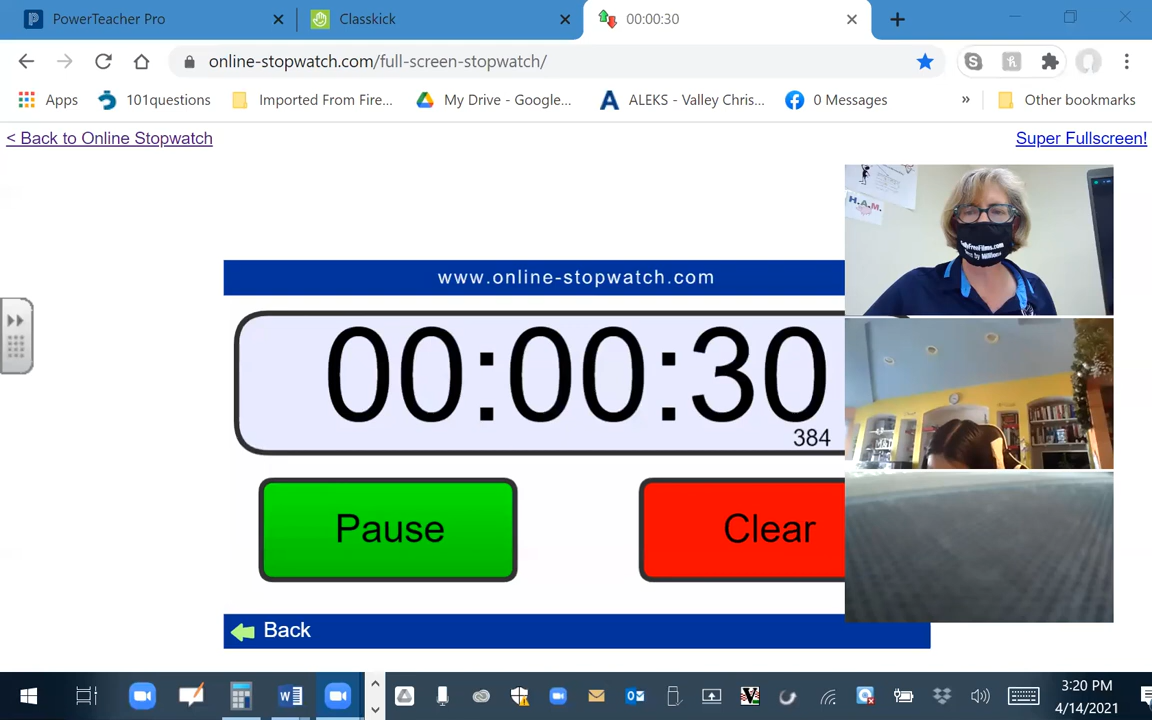 PowerTeacher Pro
Classkick
00:00:30
online-stopwatch.com/full-screen-stopwatch/
Apps
101questions
Imported From Fire...
My Drive - Google...
ALEKS - Valley Chris...
0 Messages
»
Other bookmarks
< Back to Online Stopwatch
Super Fullscreen!
H.A.M.
www.online-stopwatch.com
00:00:30
384
Pause
Clear
Back
3:20 PM
4/14/2021